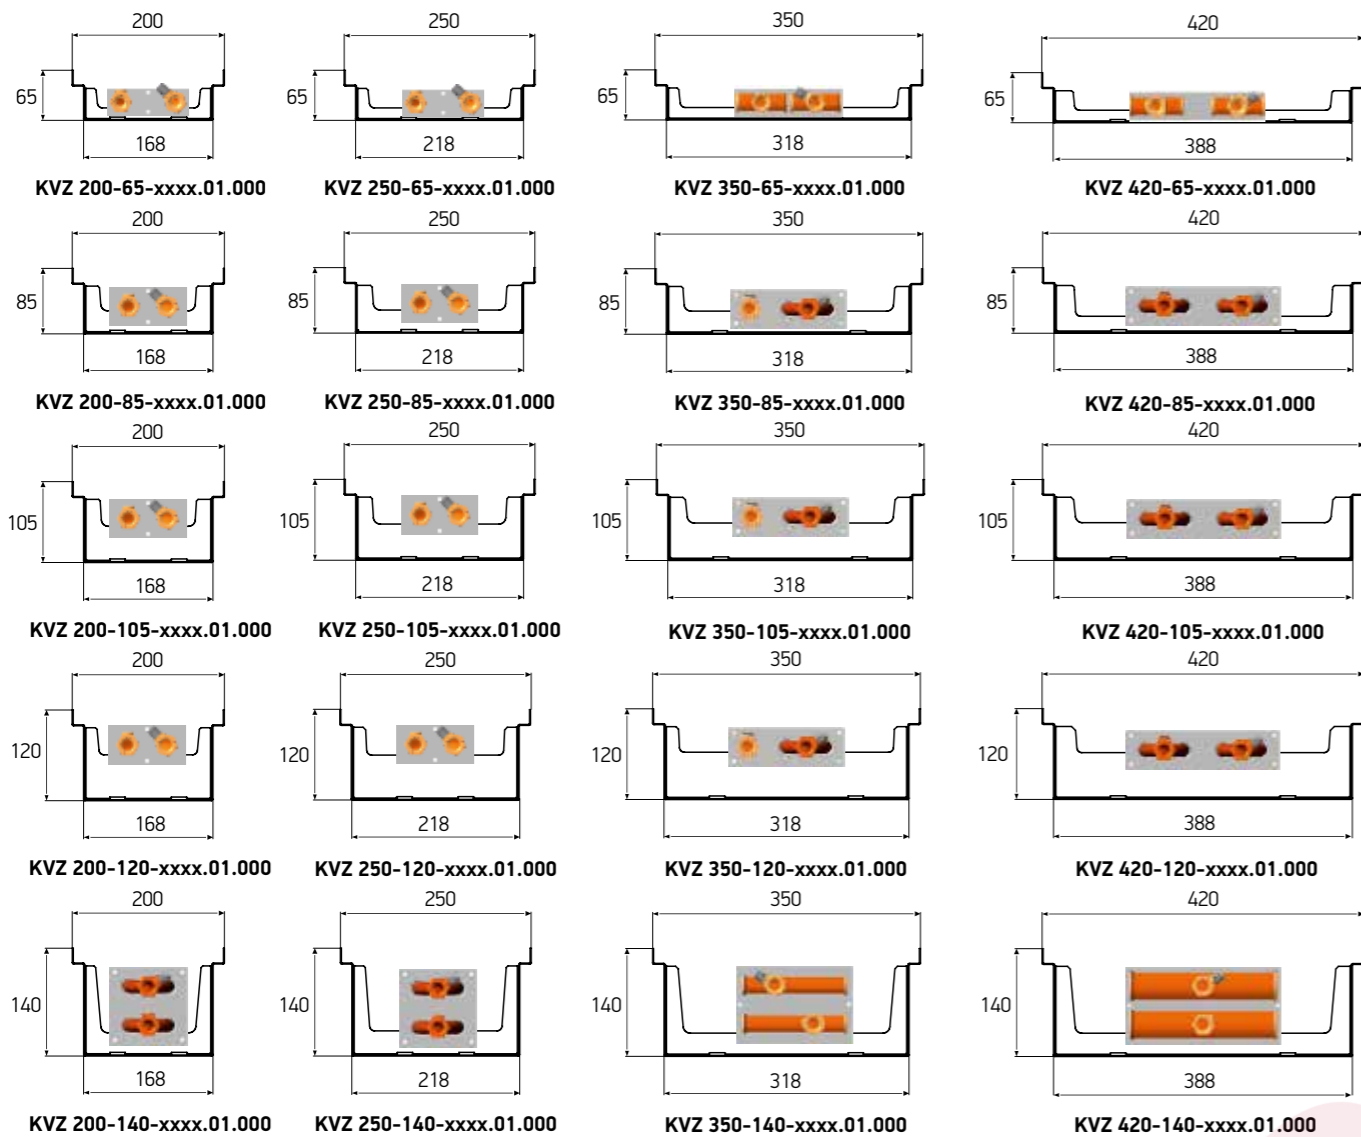 200 250 350 420
65 65 65 65
168 218 318 388
KVZ 200-65-xxxx.01.000 KVZ 250-65-xxxx.01.000 KVZ 350-65-xxxx.01.000 KVZ 420-65-xxxx.01.000
200 250 350 420
85 85 85 85
168 218 318 388
KVZ 200-85-xxxx.01.000 KVZ 250-85-xxxx.01.000 KVZ 350-85-xxxx.01.000 KVZ 420-85-xxxx.01.000
200 250 350 420
105 105 105 105
168 218 318 388
KVZ 200-105-xxxx.01.000 KVZ 250-105-xxxx.01.000 KVZ 350-105-xxxx.01.000 KVZ 420-105-xxxx.01.000
200 250 350 420
120 120 120 120
168 218 318 388
KVZ 200-120-xxxx.01.000 KVZ 250-120-xxxx.01.000 KVZ 350-120-xxxx.01.000 KVZ 420-120-xxxx.01.000
200 250 350 420
140 140 140 140
168 218 318 388
KVZ 200-140-xxxx.01.000 KVZ 250-140-xxxx.01.000 KVZ 350-140-xxxx.01.000 KVZ 420-140-xxxx.01.000